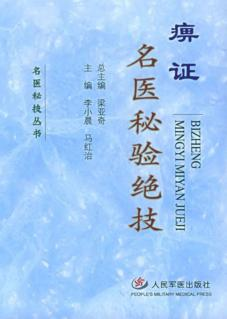 痹证
名医秘验绝技
BIZHENG
MINGYI MIYAN JUEJI
总主编 梁亚奇
主编 李小晨 马红治
名医秘技丛书
人民军医出版社
PEOPLE'S MILITARY MEDICAL PRESS